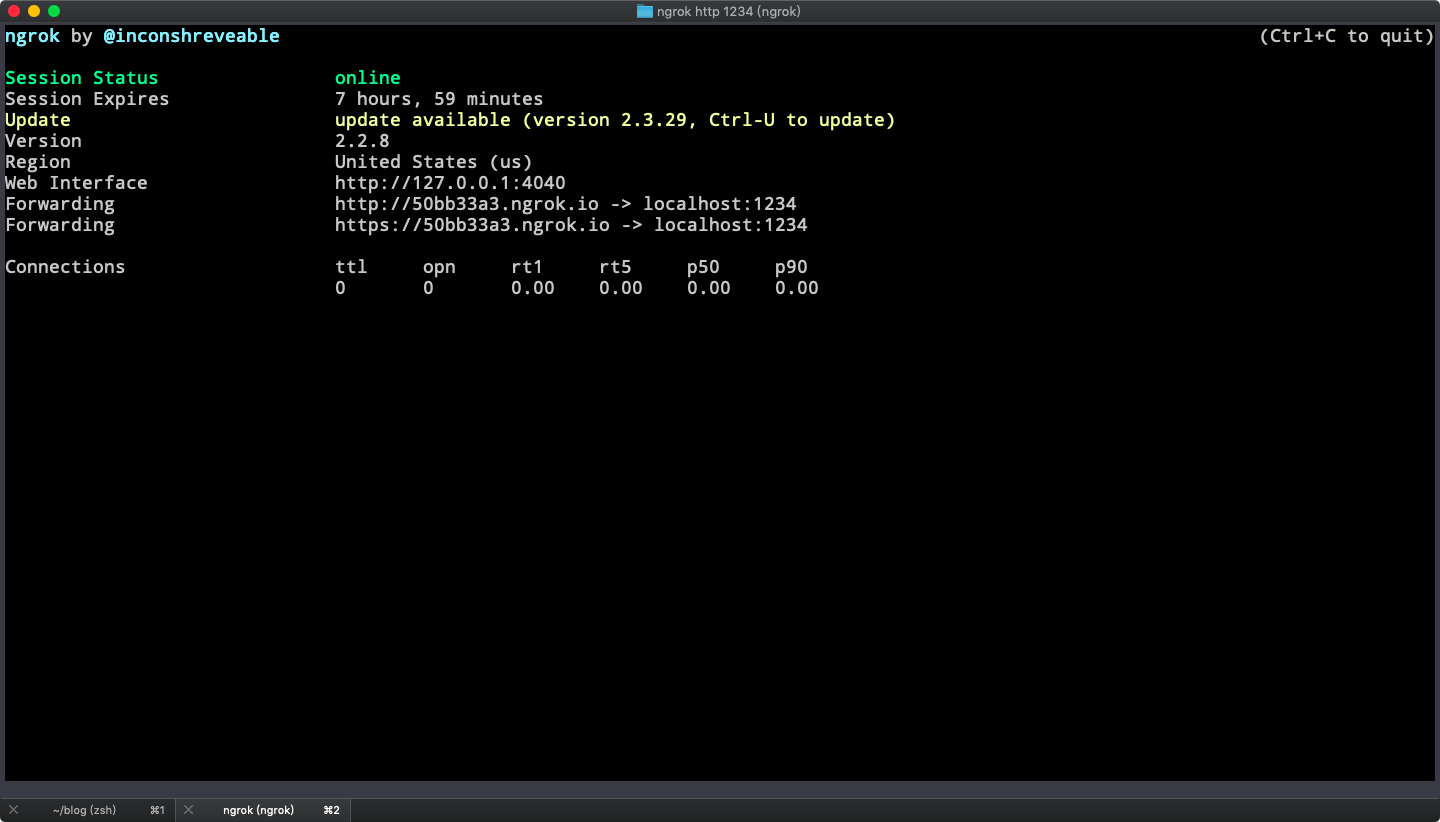 ngrok http 1234 (ngrok)
ngrok by @inconshreveable (Ctrl+C to quit)
Session Status online
Session Expires 7 hours, 59 minutes
Update update available (version 2.3.29, Ctrl-U to update)
Version 2.2.8
Region United States (us)
Web Interface http://127.0.0.1:4040
Forwarding http://50bb33a3.ngrok.io -> localhost:1234
Forwarding https://50bb33a3.ngrok.io -> localhost:1234
Connections ttl opn rt1 rt5 p50 p90
0 0 0.00 0.00 0.00 0.00
~/blog (zsh) ⌘1 ngrok (ngrok) ⌘2